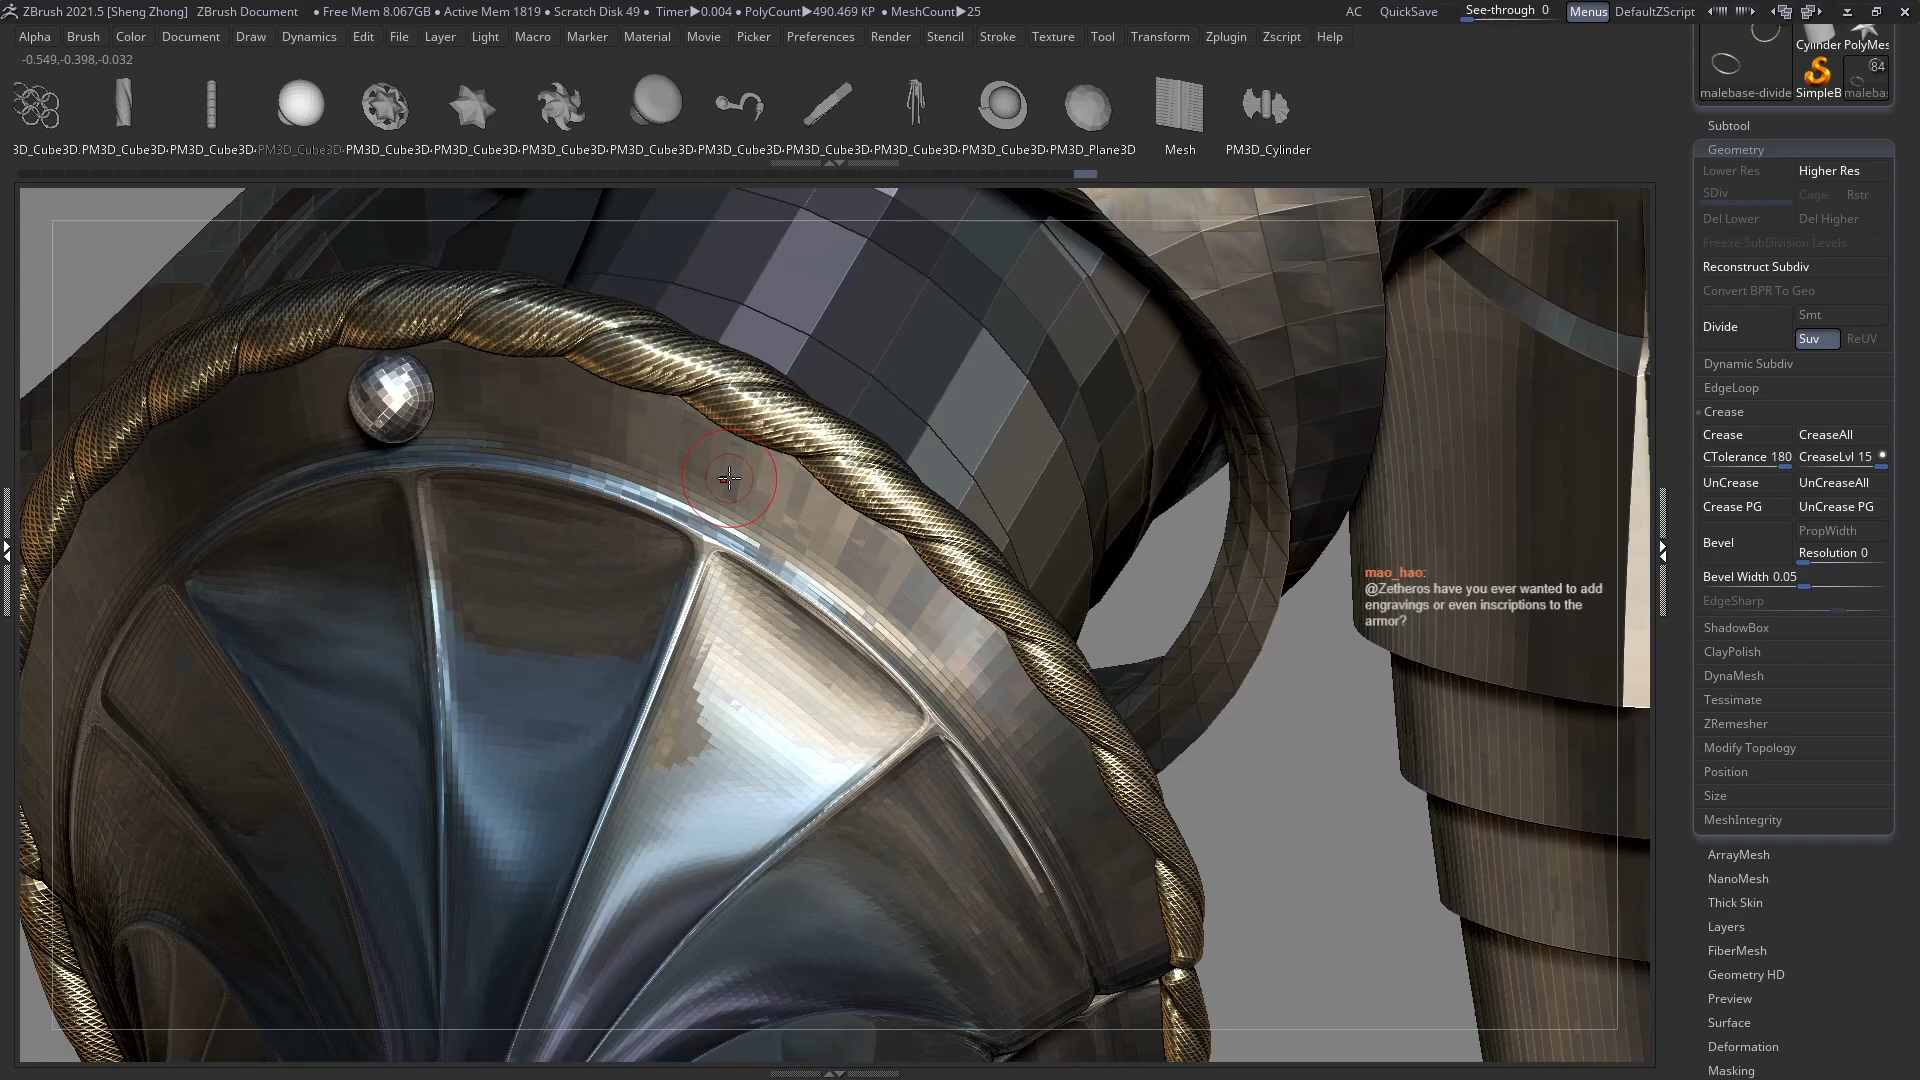 ZBrush 2021.5 [Sheng Zhong] ZBrush Document • Free Mem 8.067GB • Active Mem 1819 • Scratch Disk 49 • Timer▶0.004 • PolyCount▶490.469 KP • MeshCount▶25 AC QuickSave See-through 0 Menus DefaultZScript
Alpha Brush Color Document Draw Dynamics Edit File Layer Light Macro Marker Material Movie Picker Preferences Render Stencil Stroke Texture Tool Transform Zplugin Zscript Help
-0.549,-0.398,-0.032
3D_Cube3D. PM3D_Cube3D. PM3D_Cube3D. PM3D_Cube3D. PM3D_Cube3D. PM3D_Cube3D. PM3D_Cube3D. PM3D_Cube3D. PM3D_Cube3D. PM3D_Cube3D. PM3D_Cube3D. PM3D_Cube3D. PM3D_Plane3D Mesh PM3D_Cylinder
Cylinder PolyMes
84
malebase-divide SimpleB malebas
Subtool
Geometry
Lower Res Higher Res
SDiv Cage Rstr
Del Lower Del Higher
Freeze SubDivision Levels
Reconstruct Subdiv
Convert BPR To Geo
Divide Smt
Suv ReUV
Dynamic Subdiv
EdgeLoop
Crease
Crease CreaseAll
CTolerance 180 CreaseLvl 15
UnCrease UnCreaseAll
Crease PG UnCrease PG
Bevel PropWidth
Resolution 0
Bevel Width 0.05
EdgeSharp
ShadowBox
ClayPolish
DynaMesh
Tessimate
ZRemesher
Modify Topology
Position
Size
MeshIntegrity
ArrayMesh
NanoMesh
Thick Skin
Layers
FiberMesh
Geometry HD
Preview
Surface
Deformation
Masking
mao_hao:
@Zetheros have you ever wanted to add
engravings or even inscriptions to the
armor?